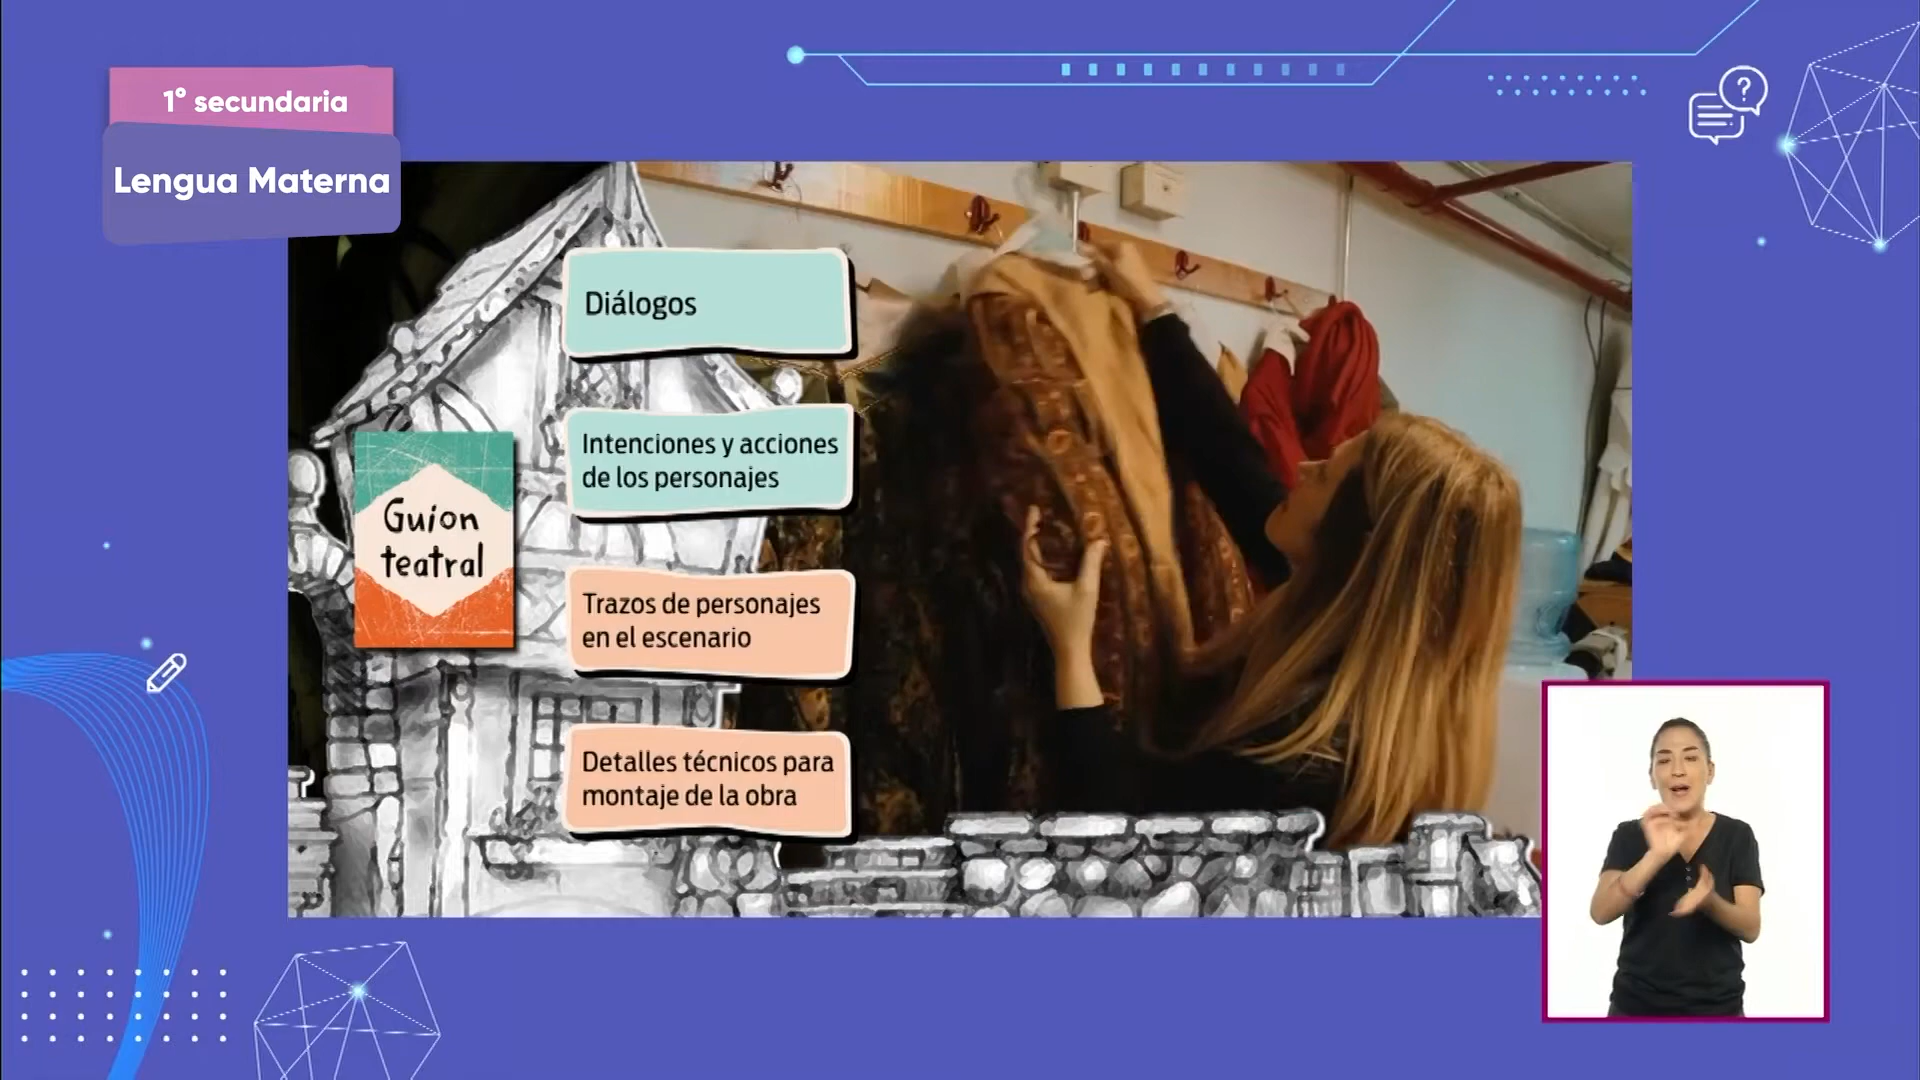 1° secundaria
Lengua Materna
Diálogos
Intenciones y acciones
de los personajes
Guion
teatral
Trazos de personajes
en el escenario
Detalles técnicos para
montaje de la obra